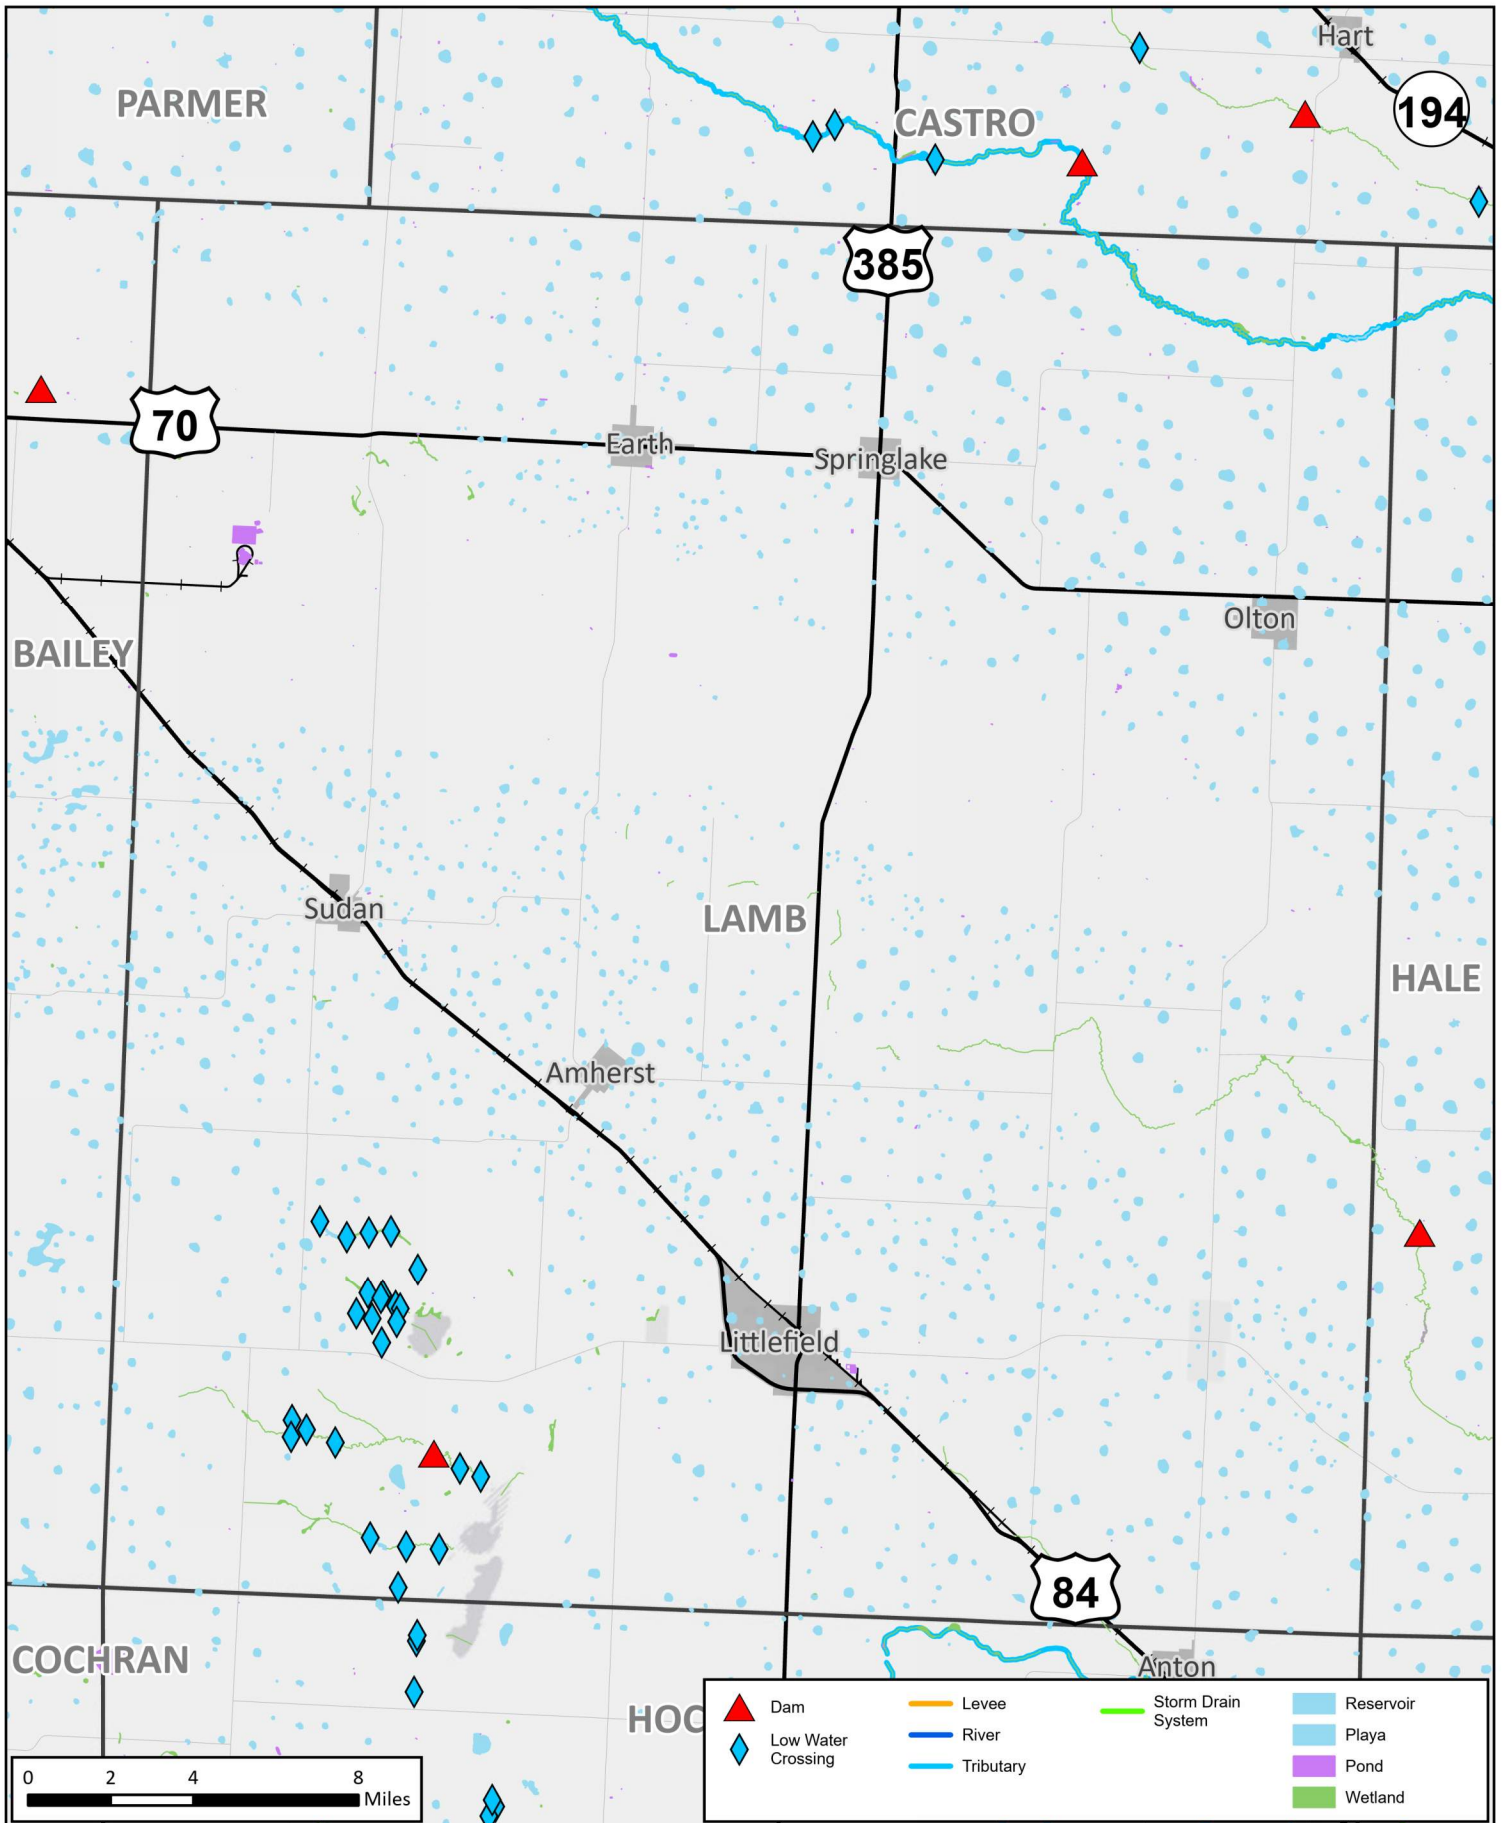 Hart
PARMER
CASTRO
194
385
70
Earth
Springlake
Olton
BAILEY
Sudan
LAMB
HALE
Amherst
Littlefield
84
COCHRAN
Anton
HOC
Dam
Low Water
Crossing
Levee
River
Tributary
Storm Drain
System
Reservoir
Playa
Pond
Wetland
0 2 4 8
Miles